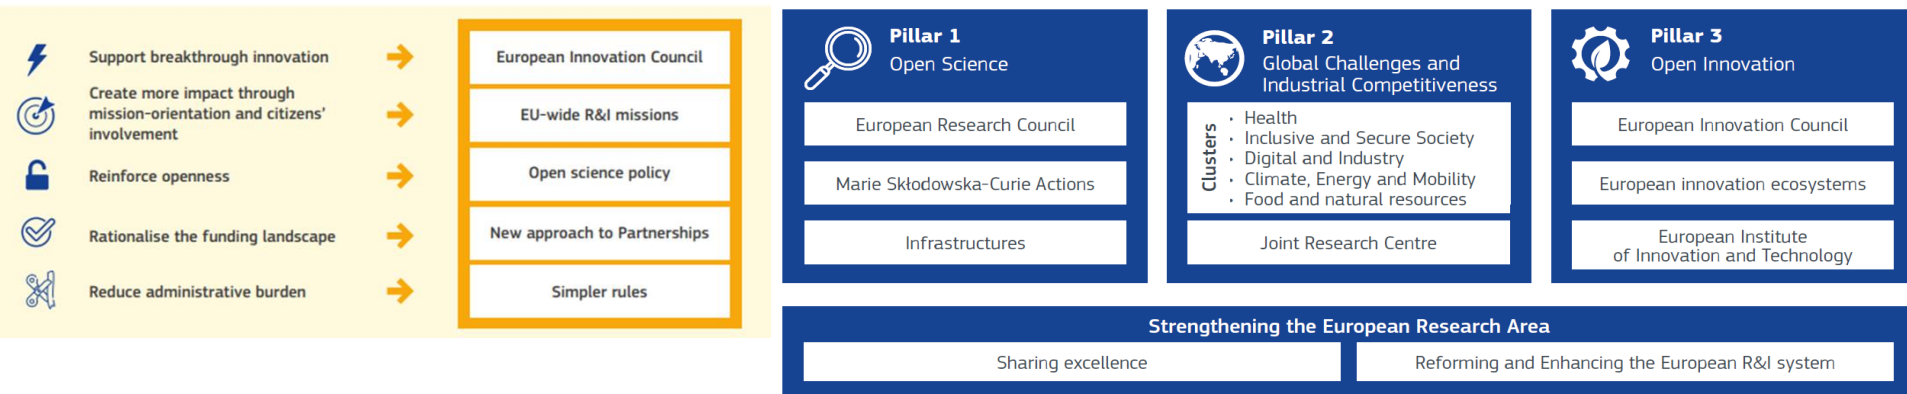 Support breakthrough innovation
European Innovation Council
Create more impact through
mission-orientation and citizens'
involvement
EU-wide R&I missions
Reinforce openness
Open science policy
Rationalise the funding landscape
New approach to Partnerships
Reduce administrative burden
Simpler rules
Pillar 1
Open Science
European Research Council
Marie Skłodowska-Curie Actions
Infrastructures
Pillar 2
Global Challenges and
Industrial Competitiveness
Clusters
· Health
· Inclusive and Secure Society
· Digital and Industry
· Climate, Energy and Mobility
· Food and natural resources
Joint Research Centre
Pillar 3
Open Innovation
European Innovation Council
European innovation ecosystems
European Institute
of Innovation and Technology
Strengthening the European Research Area
Sharing excellence
Reforming and Enhancing the European R&I system